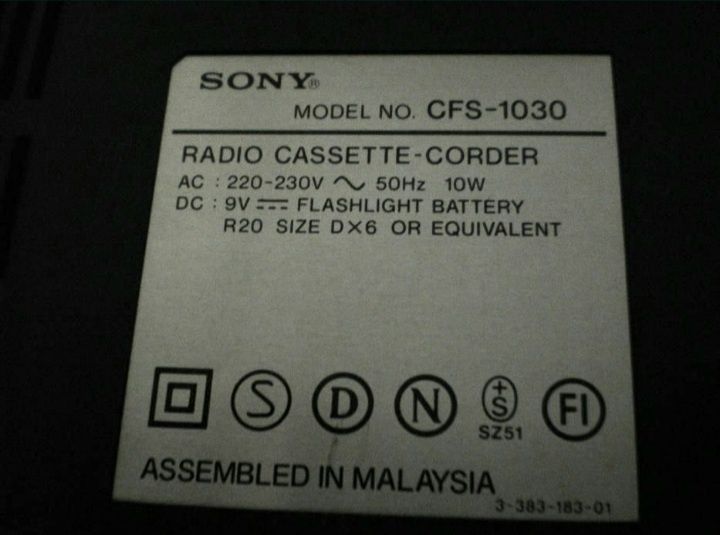 SONY®
MODEL NO. CFS-1030
RADIO CASSETTE-CORDER
AC : 220-230V ∿ 50Hz 10W
DC : 9V ⎓ FLASHLIGHT BATTERY
R20 SIZE D×6 OR EQUIVALENT
S D N +S FI
SZ51
ASSEMBLED IN MALAYSIA
3-383-183-01